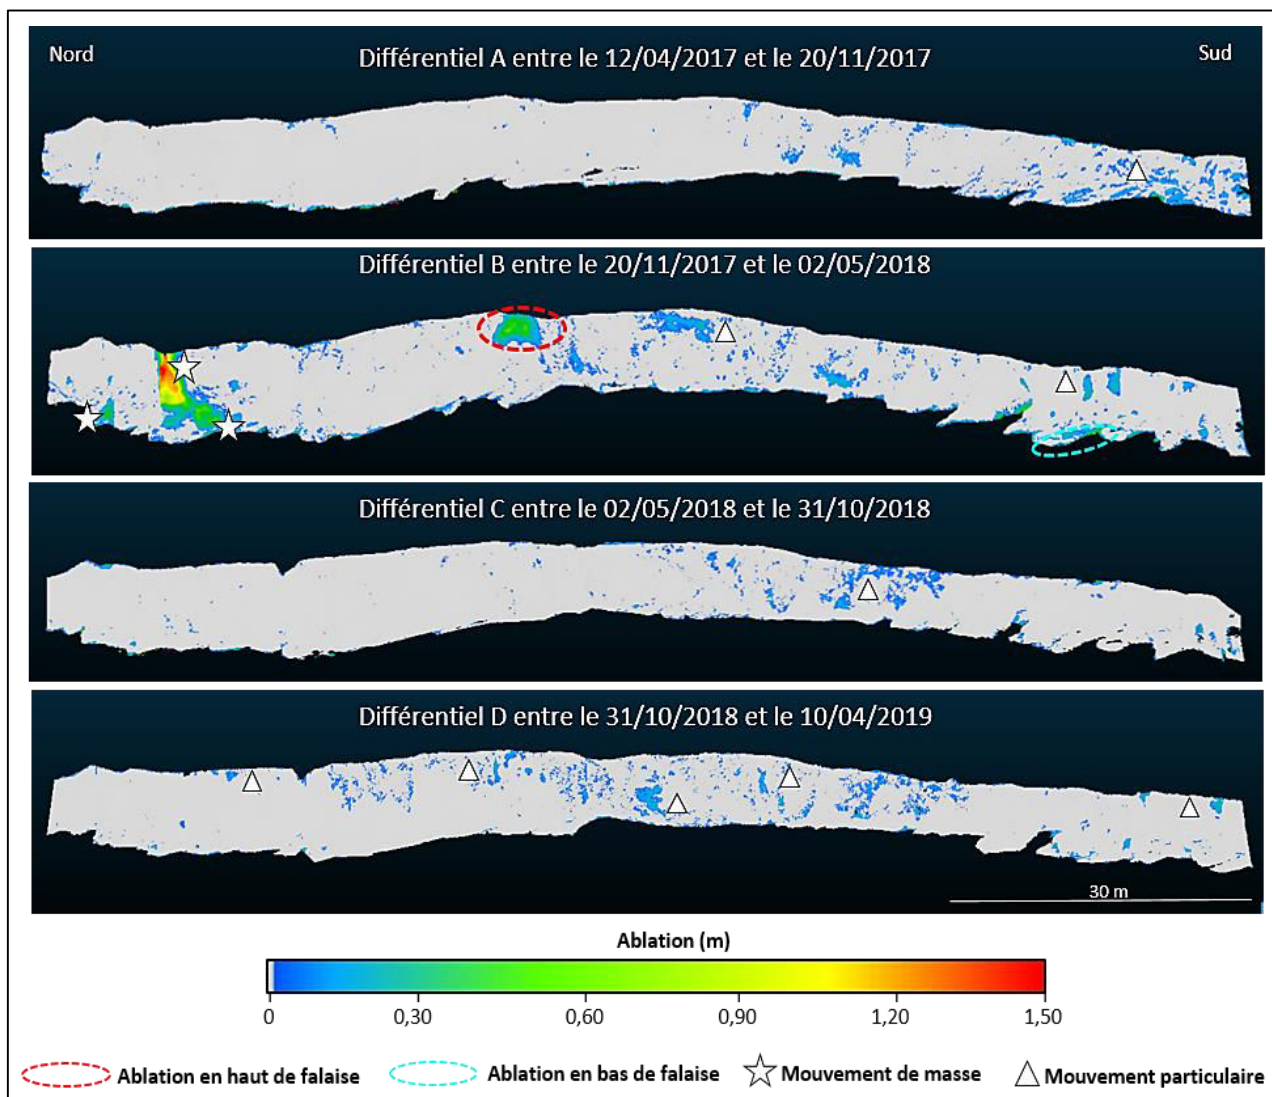 Nord
Différentiel A entre le 12/04/2017 et le 20/11/2017
Sud
Différentiel B entre le 20/11/2017 et le 02/05/2018
Différentiel C entre le 02/05/2018 et le 31/10/2018
Différentiel D entre le 31/10/2018 et le 10/04/2019
30 m
Ablation (m)
0 0,30 0,60 0,90 1,20 1,50
Ablation en haut de falaise Ablation en bas de falaise Mouvement de masse Mouvement particulaire